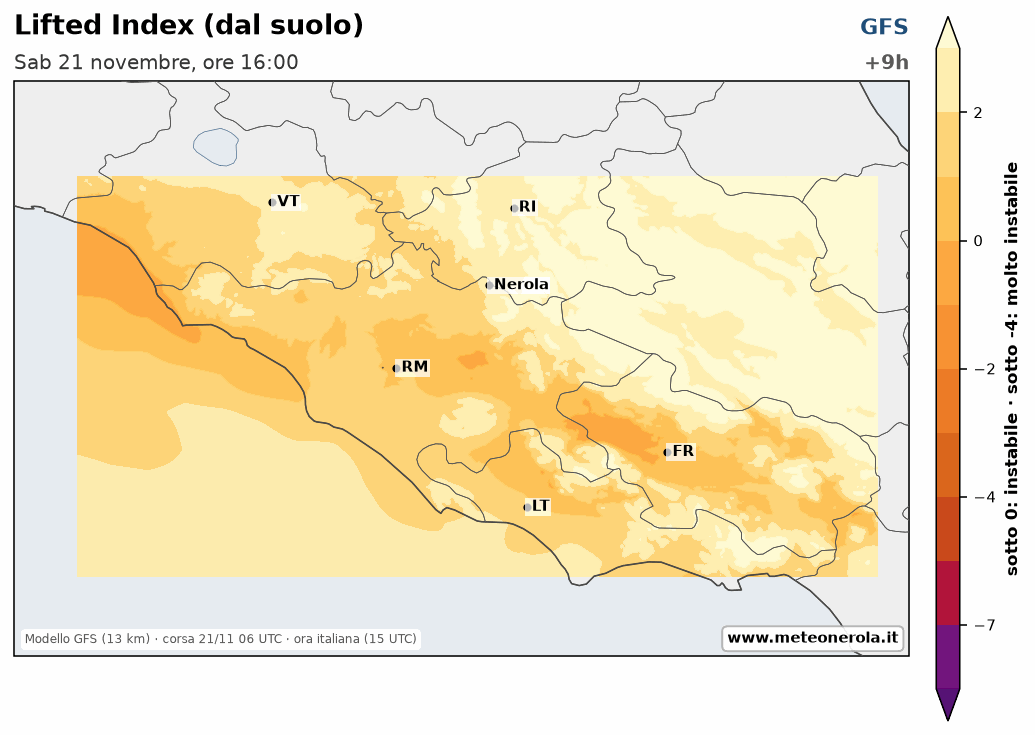 Lifted Index (dal suolo)
GFS
Sab 21 novembre, ore 16:00
+9h
VT
RI
Nerola
RM
FR
LT
2
0
−2
−4
−7
sotto 0: instabile · sotto -4: molto instabile
Modello GFS (13 km) · corsa 21/11 06 UTC · ora italiana (15 UTC)
www.meteonerola.it